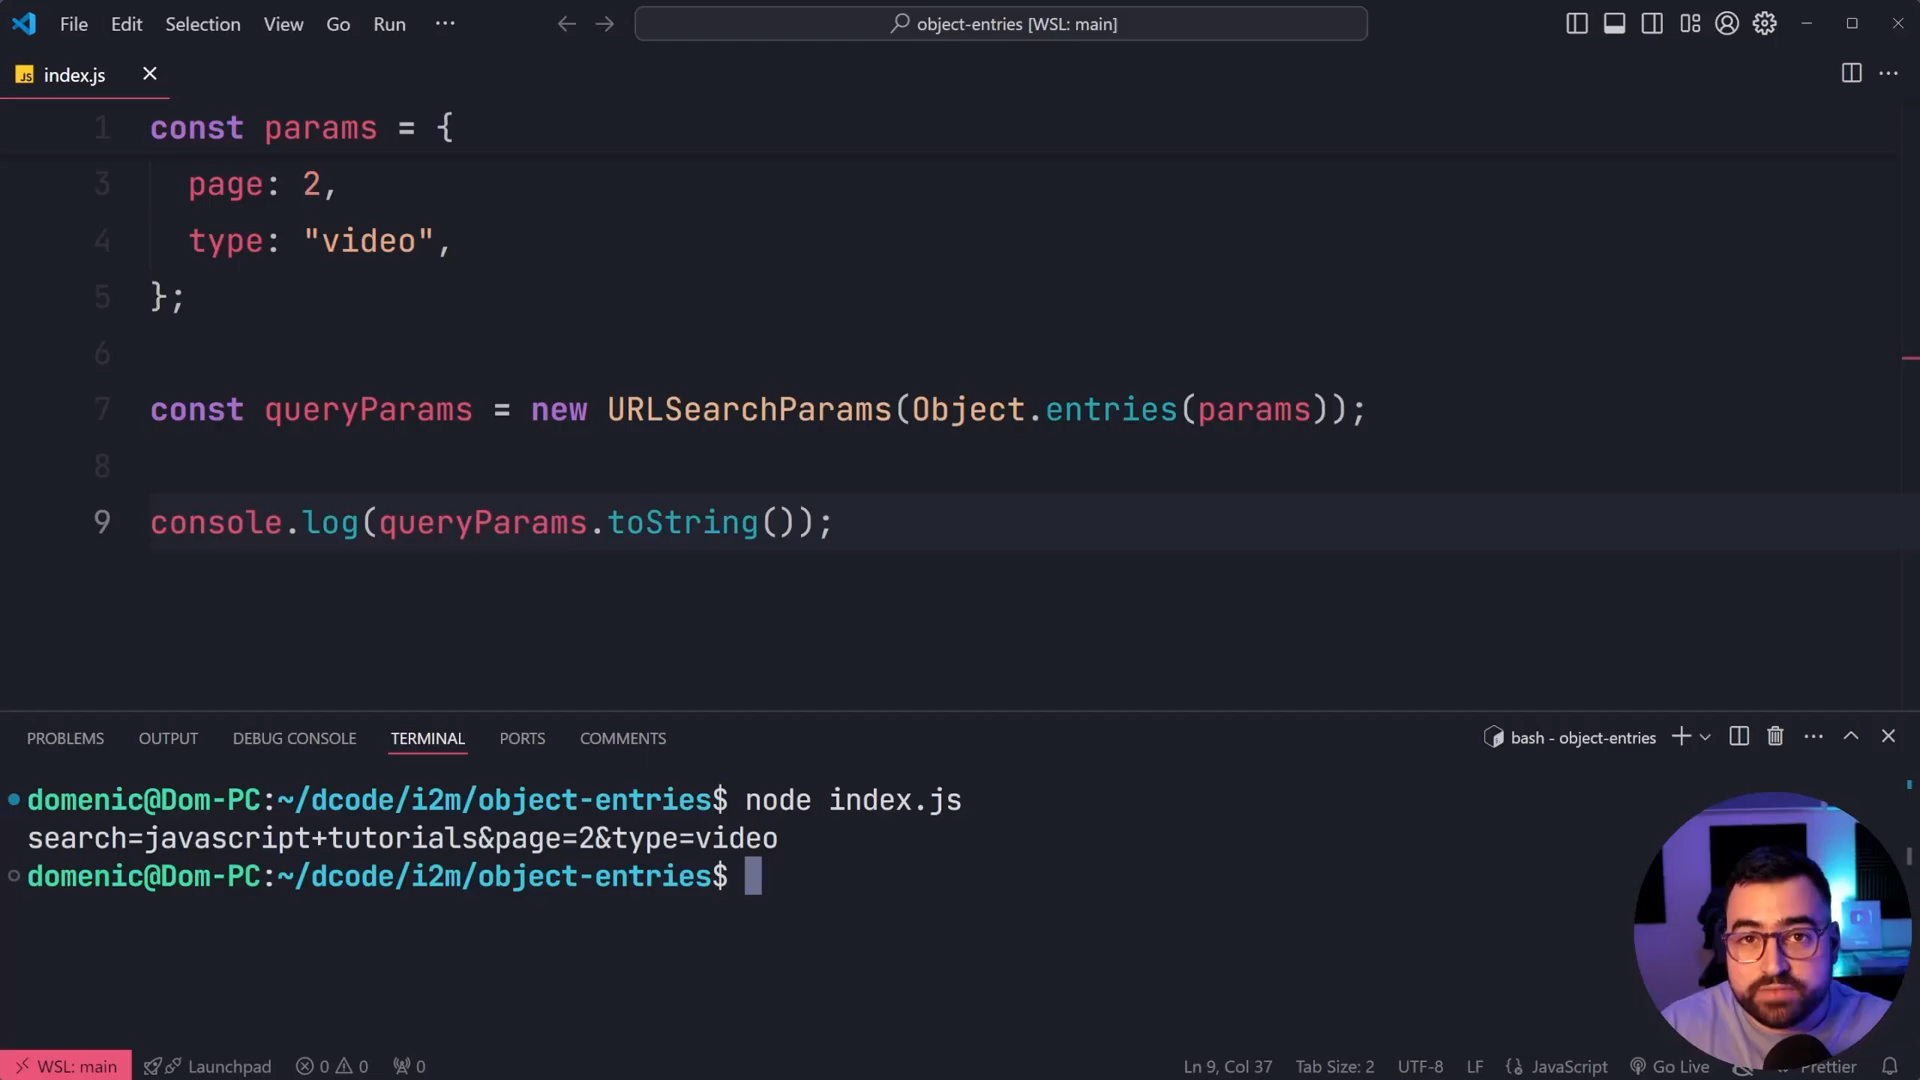 File Edit Selection View Go Run ··· object-entries [WSL: main]
JS index.js
1 const params = {
3 page: 2,
4 type: "video",
5 };
6
7 const queryParams = new URLSearchParams(Object.entries(params));
8
9 console.log(queryParams.toString());
PROBLEMS OUTPUT DEBUG CONSOLE TERMINAL PORTS COMMENTS bash - object-entries
domenic@Dom-PC:~/dcode/i2m/object-entries$ node index.js
search=javascript+tutorials&page=2&type=video
domenic@Dom-PC:~/dcode/i2m/object-entries$
WSL: main Launchpad 0 0 0 Ln 9, Col 37 Tab Size: 2 UTF-8 LF {} JavaScript Go Live Prettier